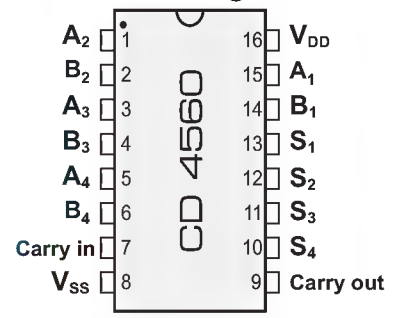 A2 1 16 VDD
B2 2 15 A1
A3 3 14 B1
B3 4 13 S1
A4 5 12 S2
B4 6 11 S3
Carry in 7 10 S4
VSS 8 9 Carry out
CD 4560